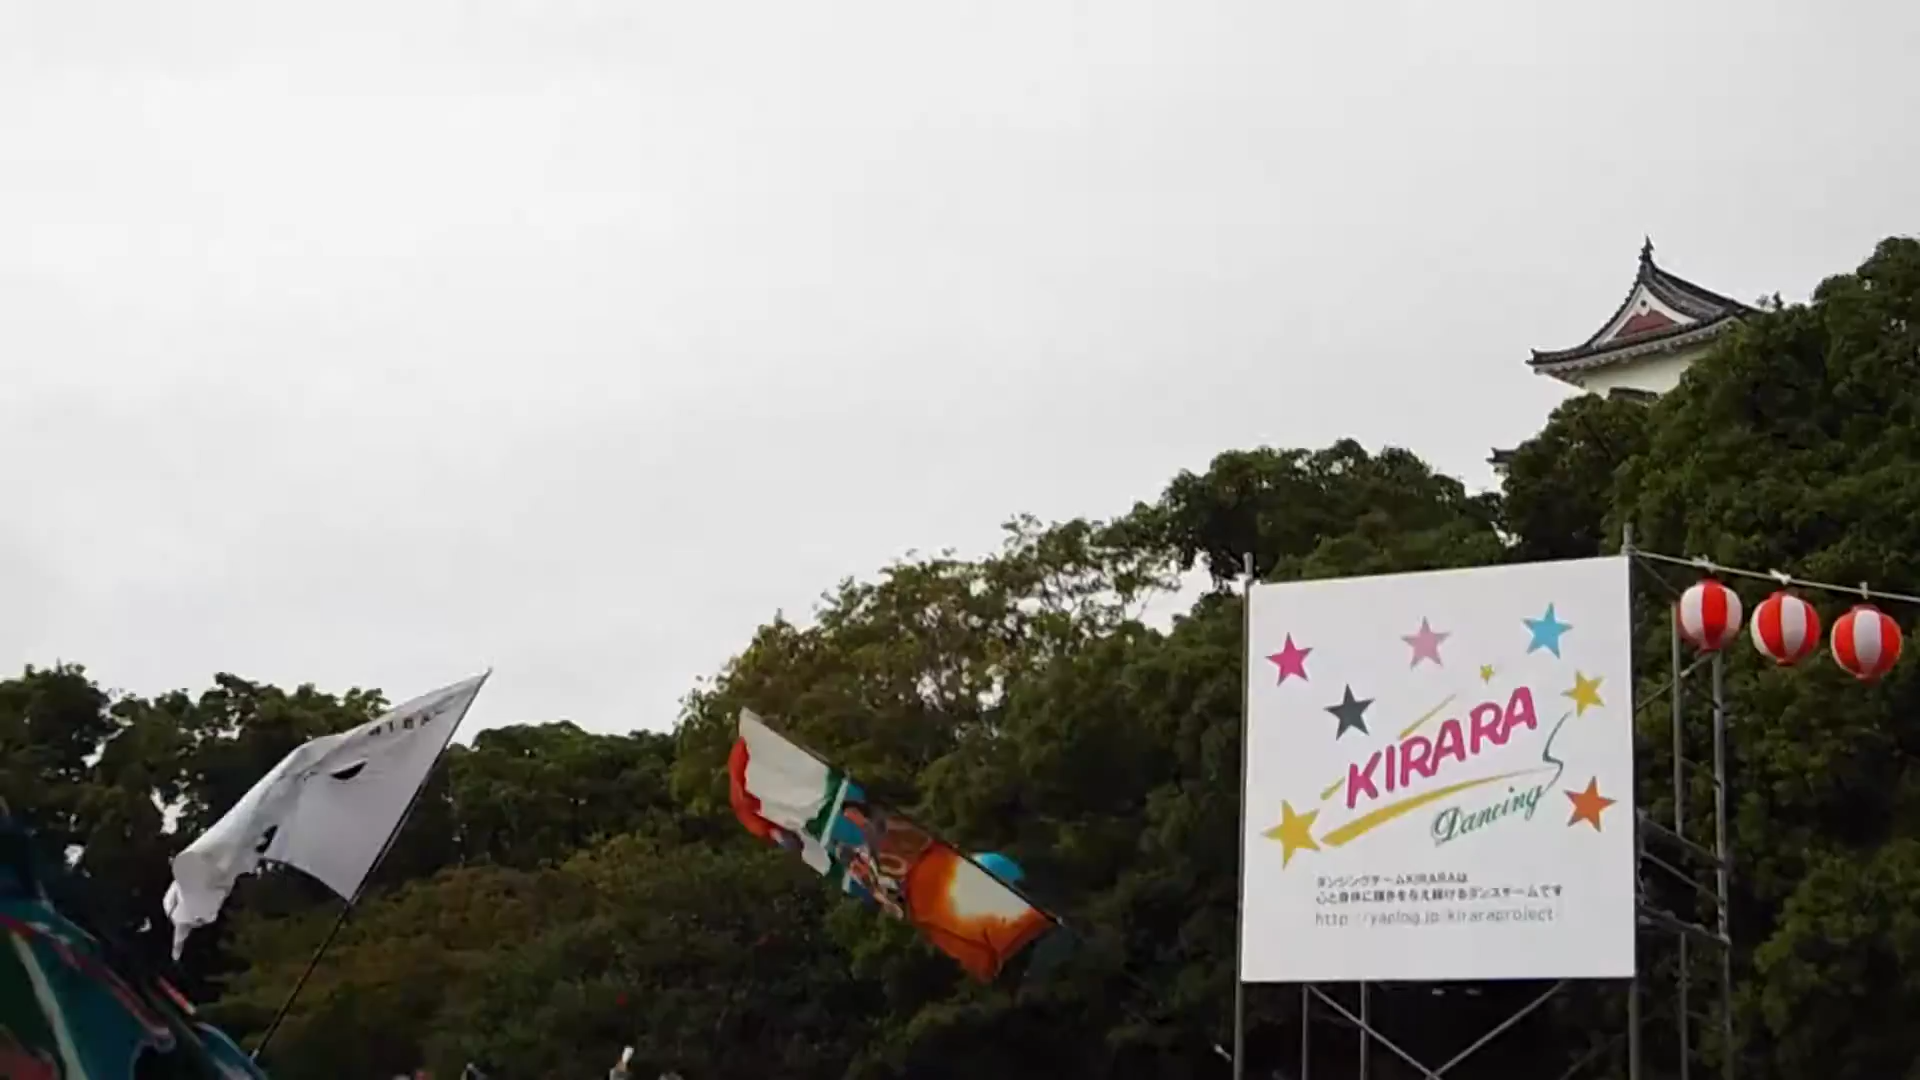 KIRARA
Dancing
ダンシングチームKIRARAは
心と身体に輝きを与え続けるダンスチームです
http://yaplog.jp/kiraraproject/